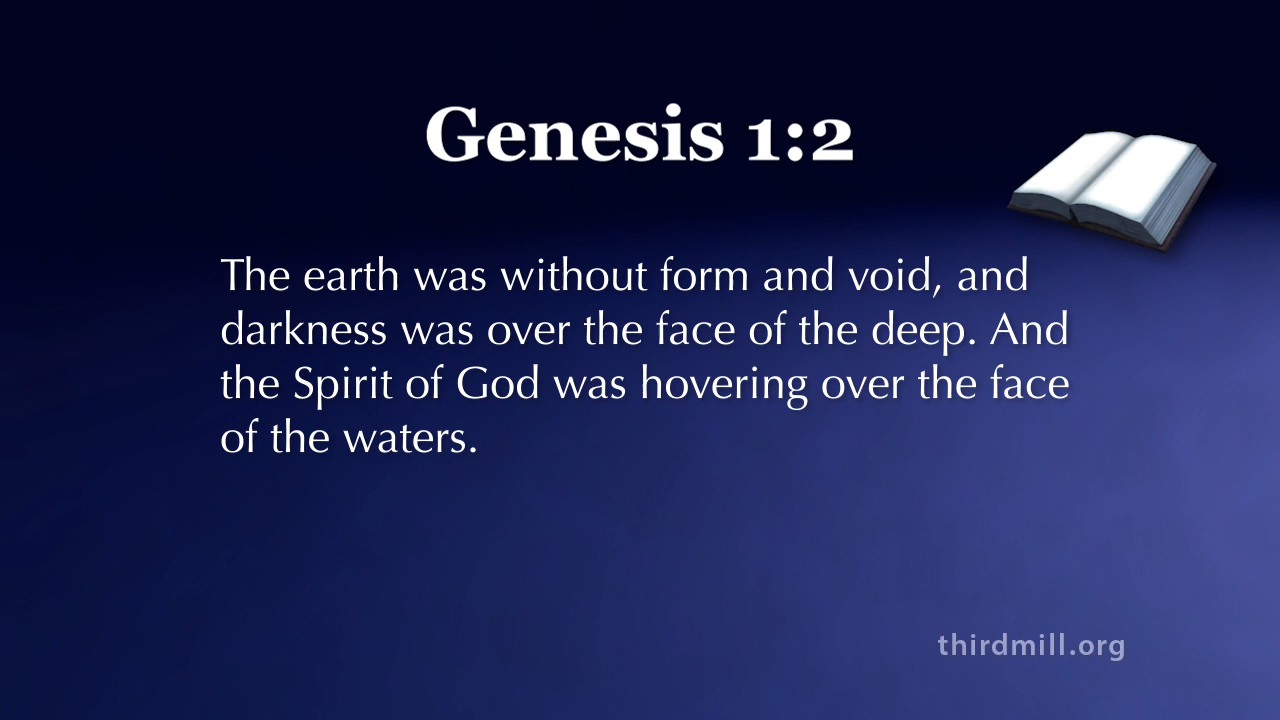 Genesis 1:2
The earth was without form and void, and
darkness was over the face of the deep. And
the Spirit of God was hovering over the face
of the waters.
thirdmill.org